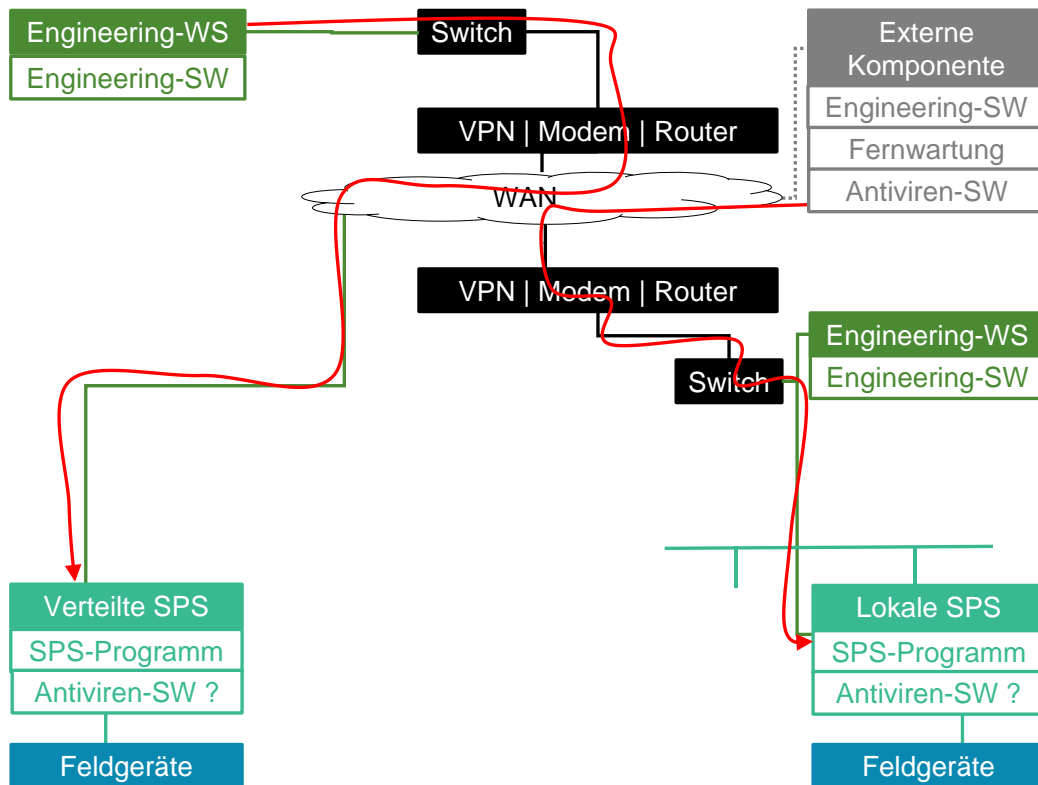 Engineering-WS
Engineering-SW
Switch
VPN | Modem | Router
WAN
Externe
Komponente
Engineering-SW
Fernwartung
Antiviren-SW
VPN | Modem | Router
Switch
Engineering-WS
Engineering-SW
Verteilte SPS
SPS-Programm
Antiviren-SW ?
Feldgeräte
Lokale SPS
SPS-Programm
Antiviren-SW ?
Feldgeräte